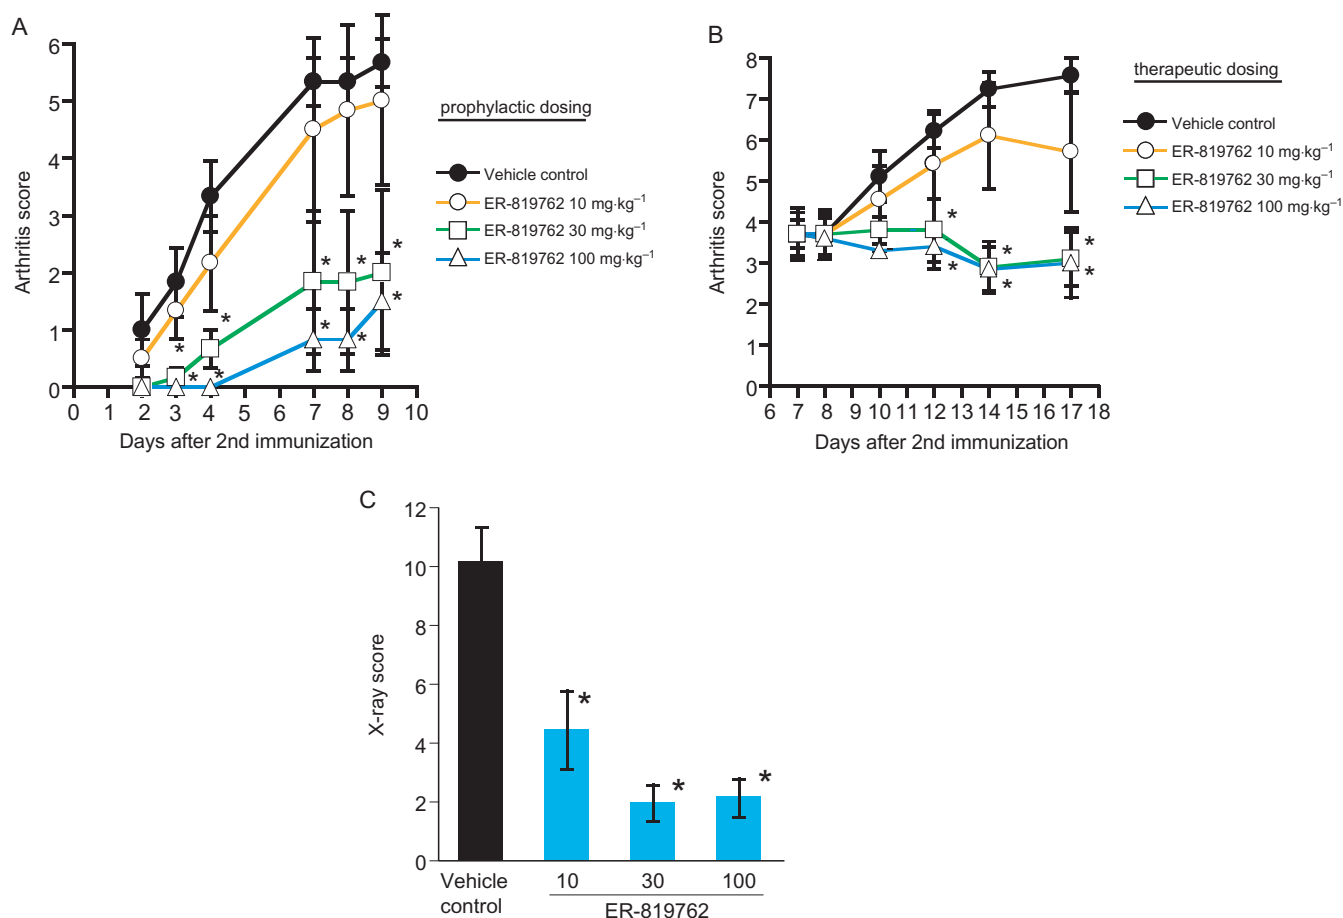 A
Arthritis score
6
5
4
3
2
1
0
0 1 2 3 4 5 6 7 8 9 10
Days after 2nd immunization
prophylactic dosing
Vehicle control
ER-819762 10 mg·kg⁻¹
ER-819762 30 mg·kg⁻¹
ER-819762 100 mg·kg⁻¹
* * * * * * * * * *
B
Arthritis score
8
7
6
5
4
3
2
1
0
6 7 8 10 11 12 13 14 15 16 17 18
Days after 2nd immunization
therapeutic dosing
Vehicle control
ER-819762 10 mg·kg⁻¹
ER-819762 30 mg·kg⁻¹
ER-819762 100 mg·kg⁻¹
* * * * * *
C
X-ray score
12
10
8
6
4
2
0
* * *
Vehicle
control
10 30 100
ER-819762